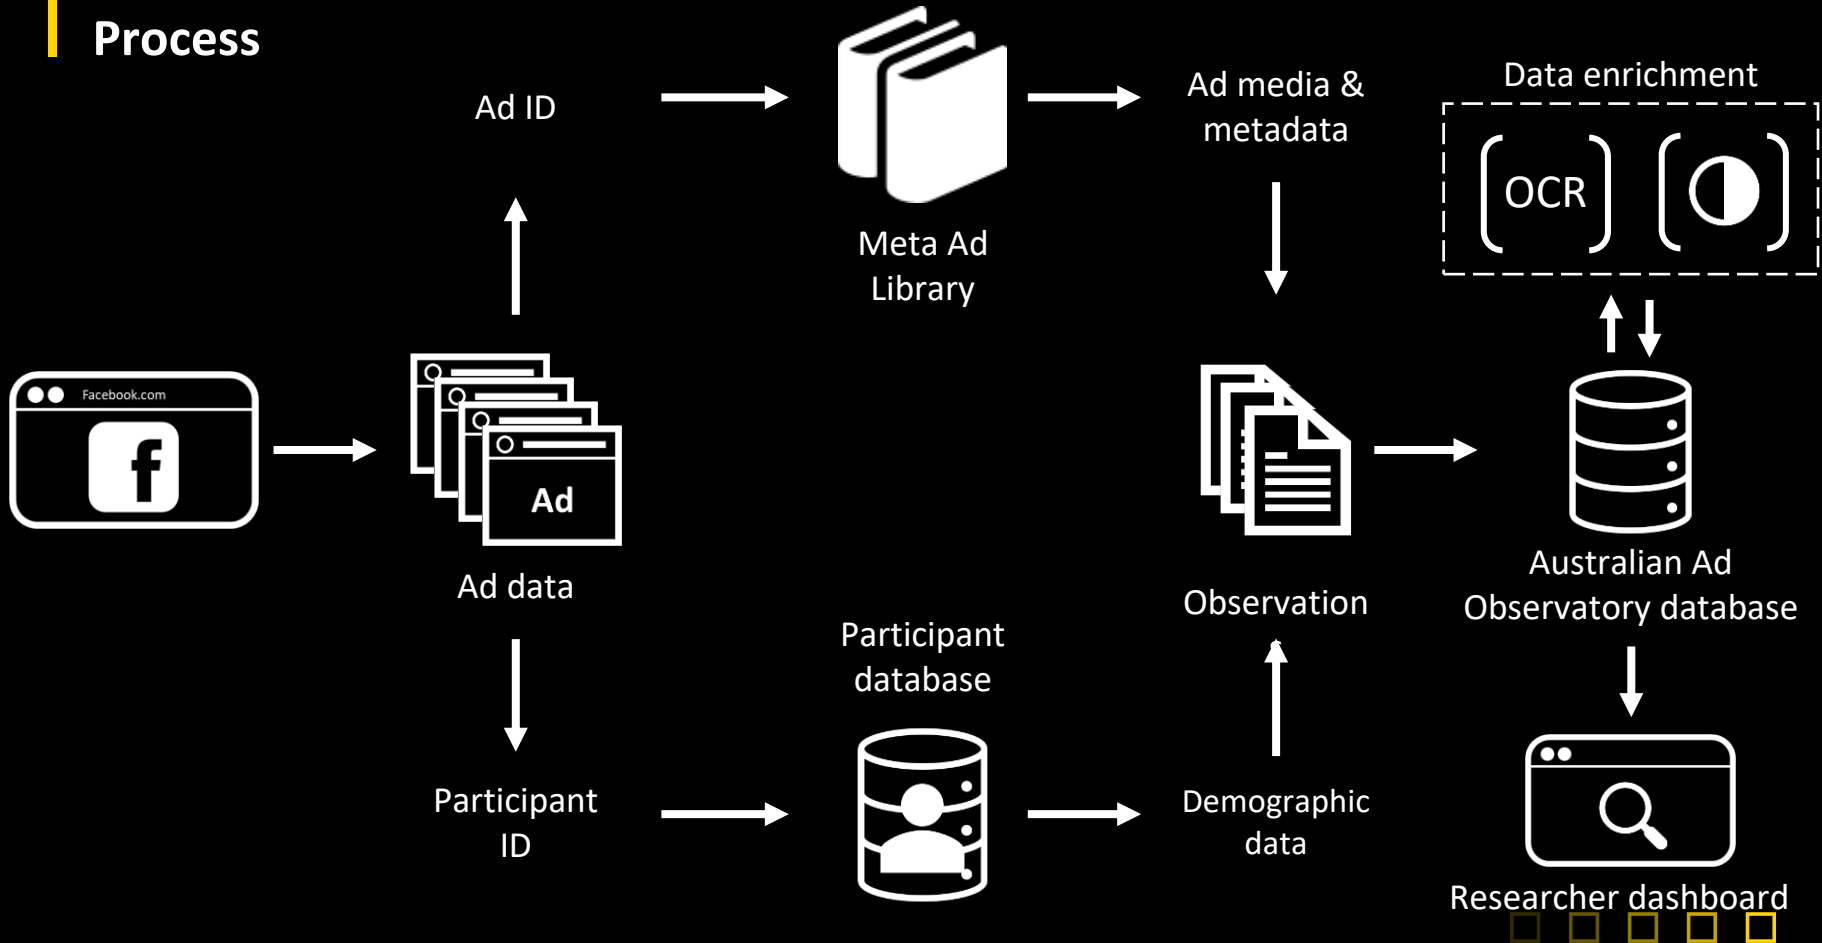 Process
Ad ID
Ad media &
metadata
Data enrichment
OCR
Meta Ad
Library
Facebook.com
f
Ad
Ad data
Observation
Australian Ad
Observatory database
Participant
database
Participant
ID
Demographic
data
Researcher dashboard